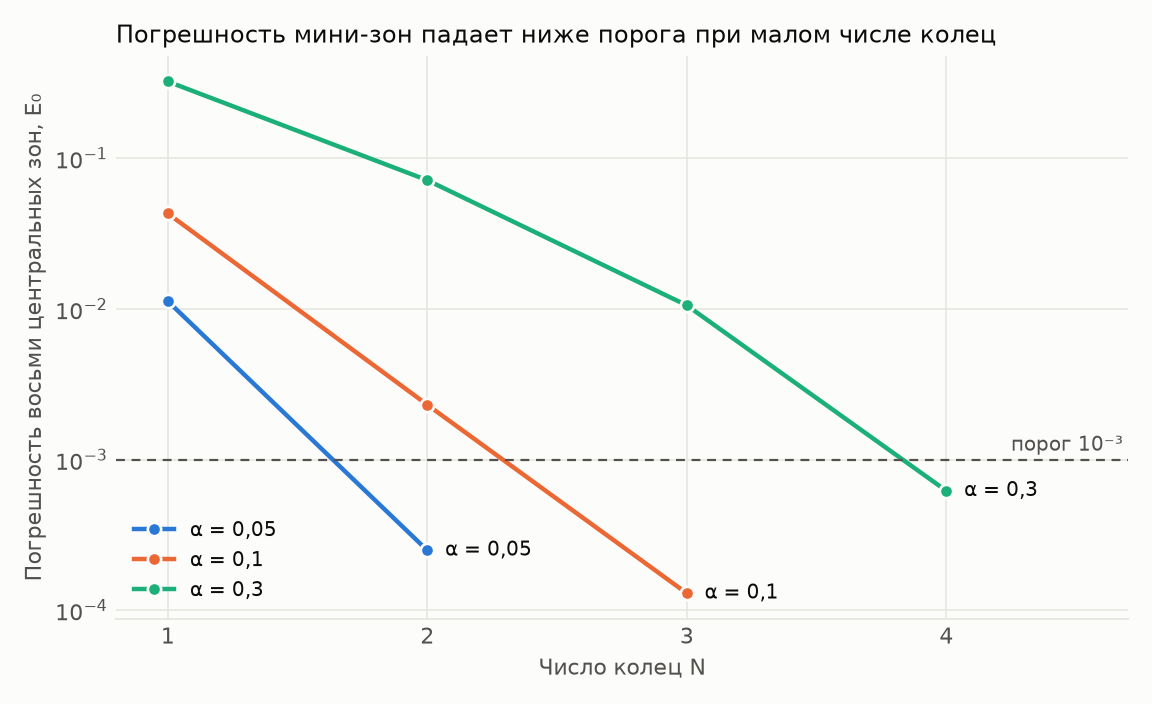 Погрешность мини-зон падает ниже порога при малом числе колец
Погрешность восьми центральных зон, E₀
10⁻¹
10⁻²
10⁻³
10⁻⁴
порог 10⁻³
α = 0,3
α = 0,05
α = 0,1
α = 0,05
α = 0,1
α = 0,3
1 2 3 4
Число колец N